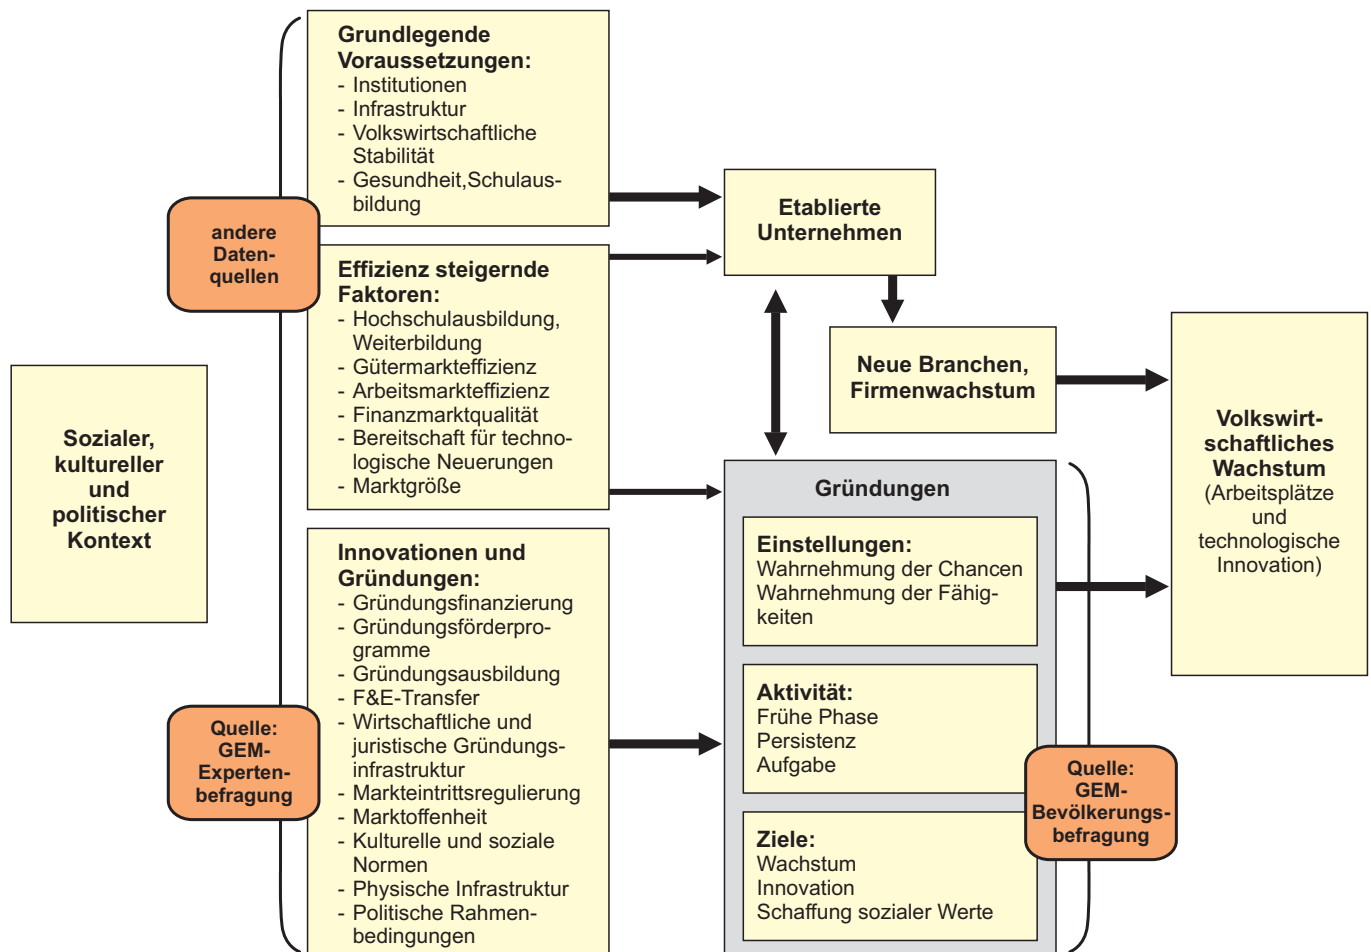 Sozialer,
kultureller
und
politischer
Kontext
andere
Daten-
quellen
Quelle:
GEM-
Experten-
befragung
Grundlegende
Voraussetzungen:
- Institutionen
- Infrastruktur
- Volkswirtschaftliche
Stabilität
- Gesundheit,Schulaus-
bildung
Effizienz steigernde
Faktoren:
- Hochschulausbildung,
Weiterbildung
- Gütermarkteffizienz
- Arbeitsmarkteffizienz
- Finanzmarktqualität
- Bereitschaft für techno-
logische Neuerungen
- Marktgröße
Innovationen und
Gründungen:
- Gründungsfinanzierung
- Gründungsförderpro-
gramme
- Gründungsausbildung
- F&E-Transfer
- Wirtschaftliche und
juristische Gründungs-
infrastruktur
- Markteintrittsregulierung
- Marktoffenheit
- Kulturelle und soziale
Normen
- Physische Infrastruktur
- Politische Rahmen-
bedingungen
Etablierte
Unternehmen
Neue Branchen,
Firmenwachstum
Gründungen
Einstellungen:
Wahrnehmung der Chancen
Wahrnehmung der Fähig-
keiten
Aktivität:
Frühe Phase
Persistenz
Aufgabe
Ziele:
Wachstum
Innovation
Schaffung sozialer Werte
Quelle:
GEM-
Bevölkerungs-
befragung
Volkswirt-
schaftliches
Wachstum
(Arbeitsplätze
und
technologische
Innovation)